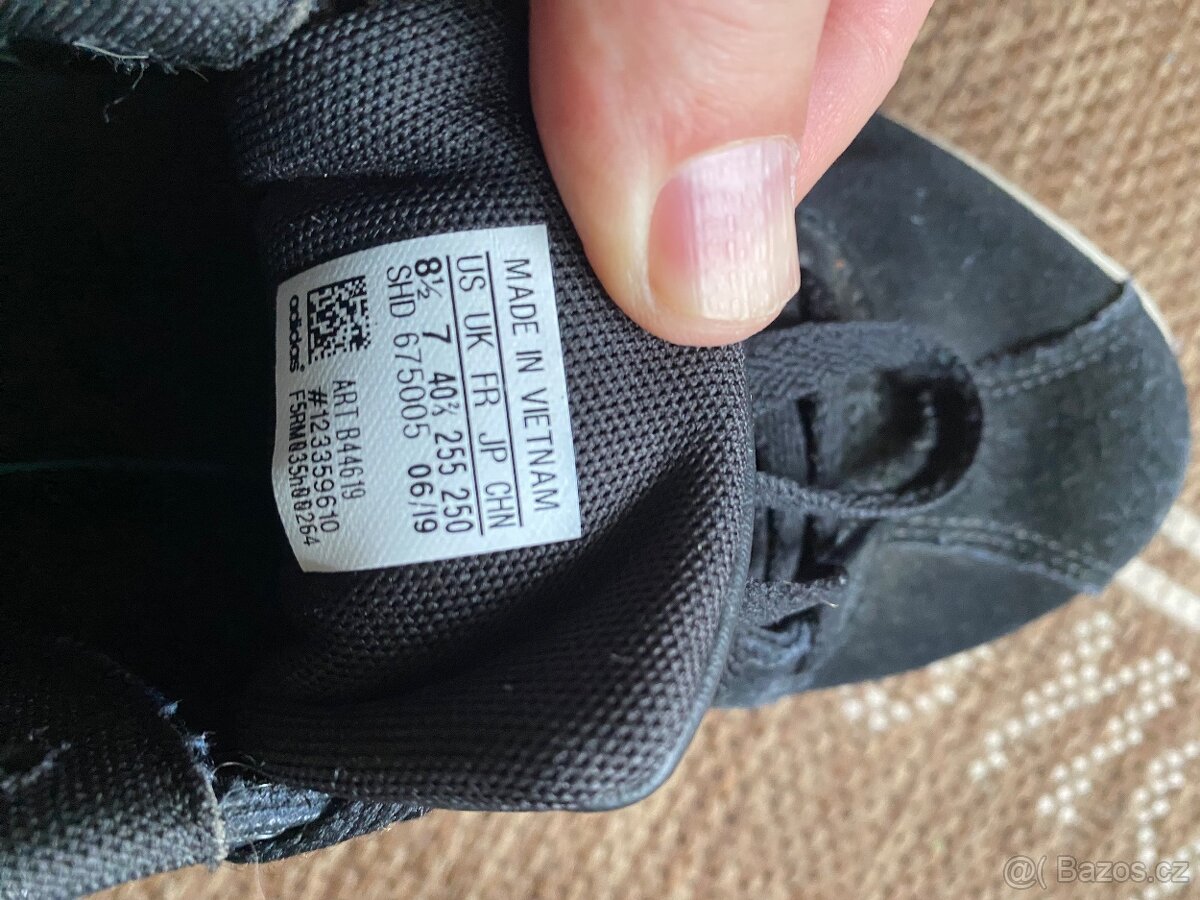 MADE IN VIETNAM
US UK FR JP CHN
8½ 7 40⅔ 255 250
SHD 675005 06/19
adidas
ART B44619
#123359610
F5RM035h00264
@( Bazos.cz